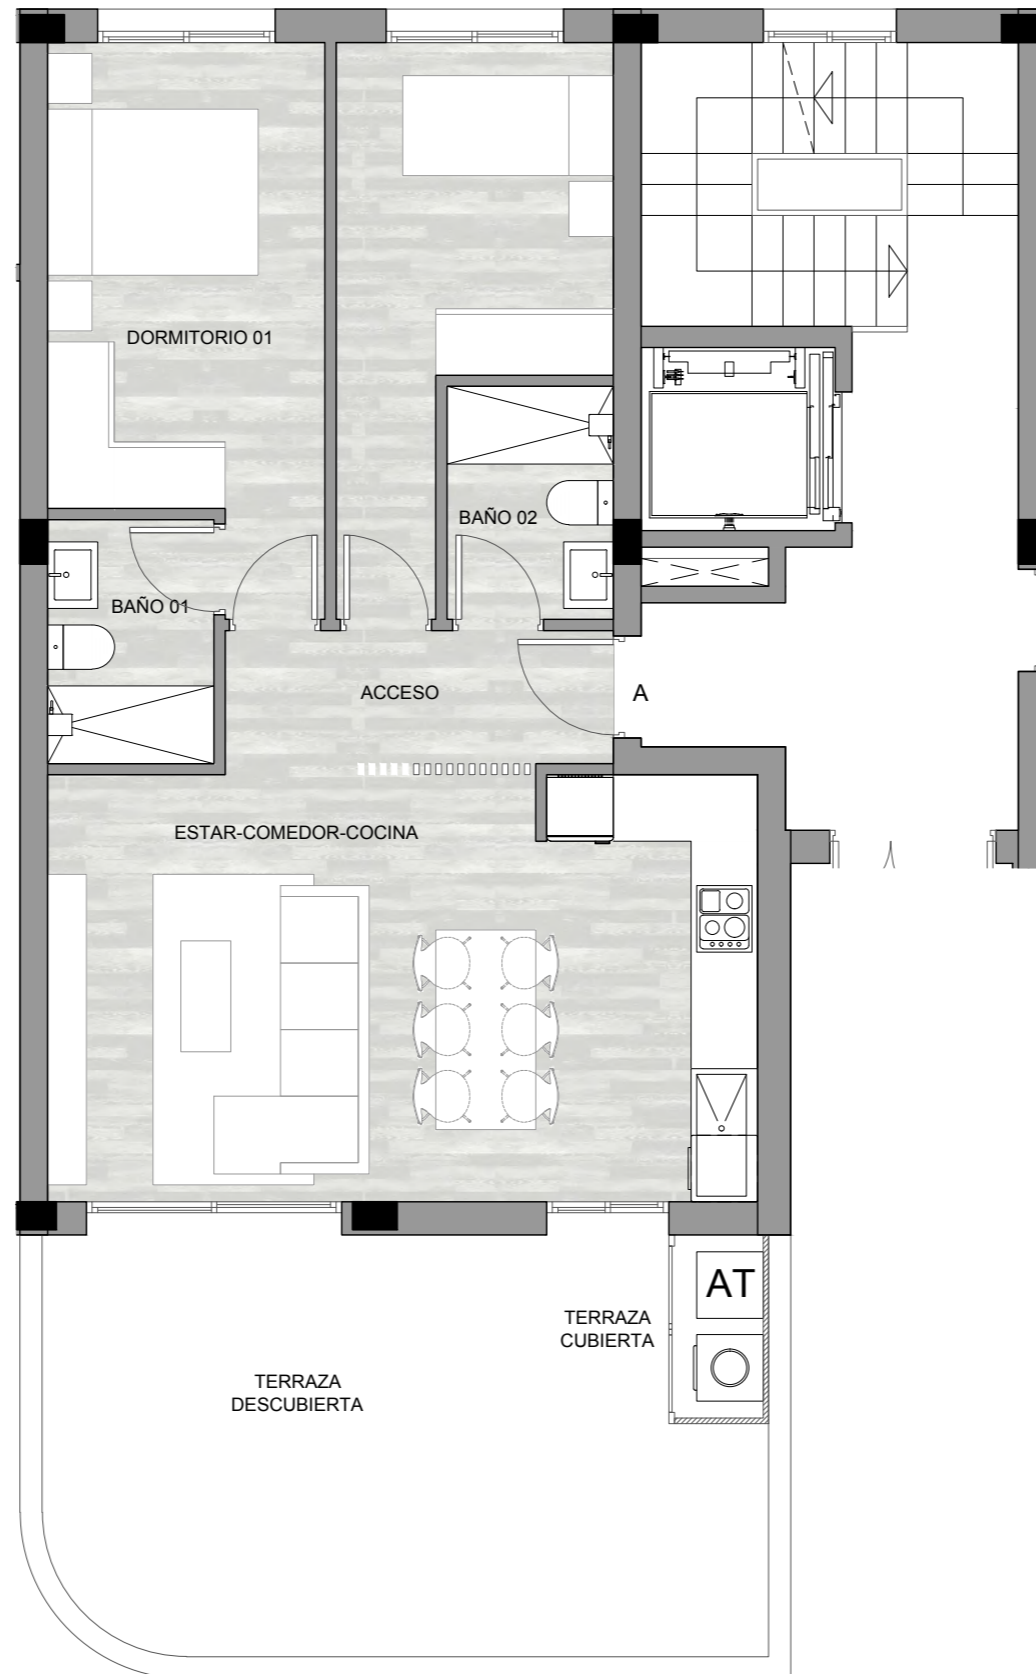 DORMITORIO 01
BAÑO 02
BAÑO 01
ACCESO
A
ESTAR-COMEDOR-COCINA
AT
TERRAZA
CUBIERTA
TERRAZA
DESCUBIERTA